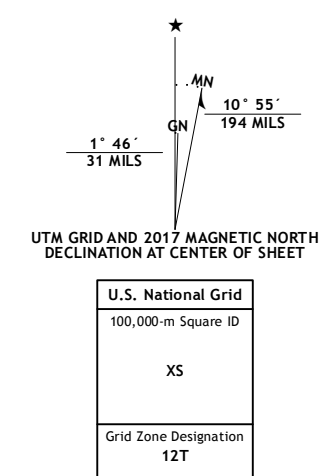 ★
MN
10° 55´
194 MILS
GN
1° 46´
31 MILS
UTM GRID AND 2017 MAGNETIC NORTH
DECLINATION AT CENTER OF SHEET
U.S. National Grid
100,000-m Square ID
XS
Grid Zone Designation
12T